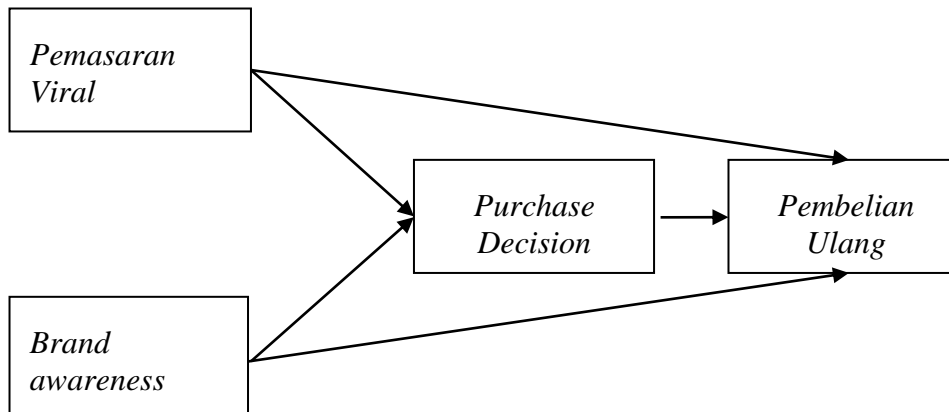 Pemasaran
Viral
Purchase
Decision
Pembelian
Ulang
Brand
awareness